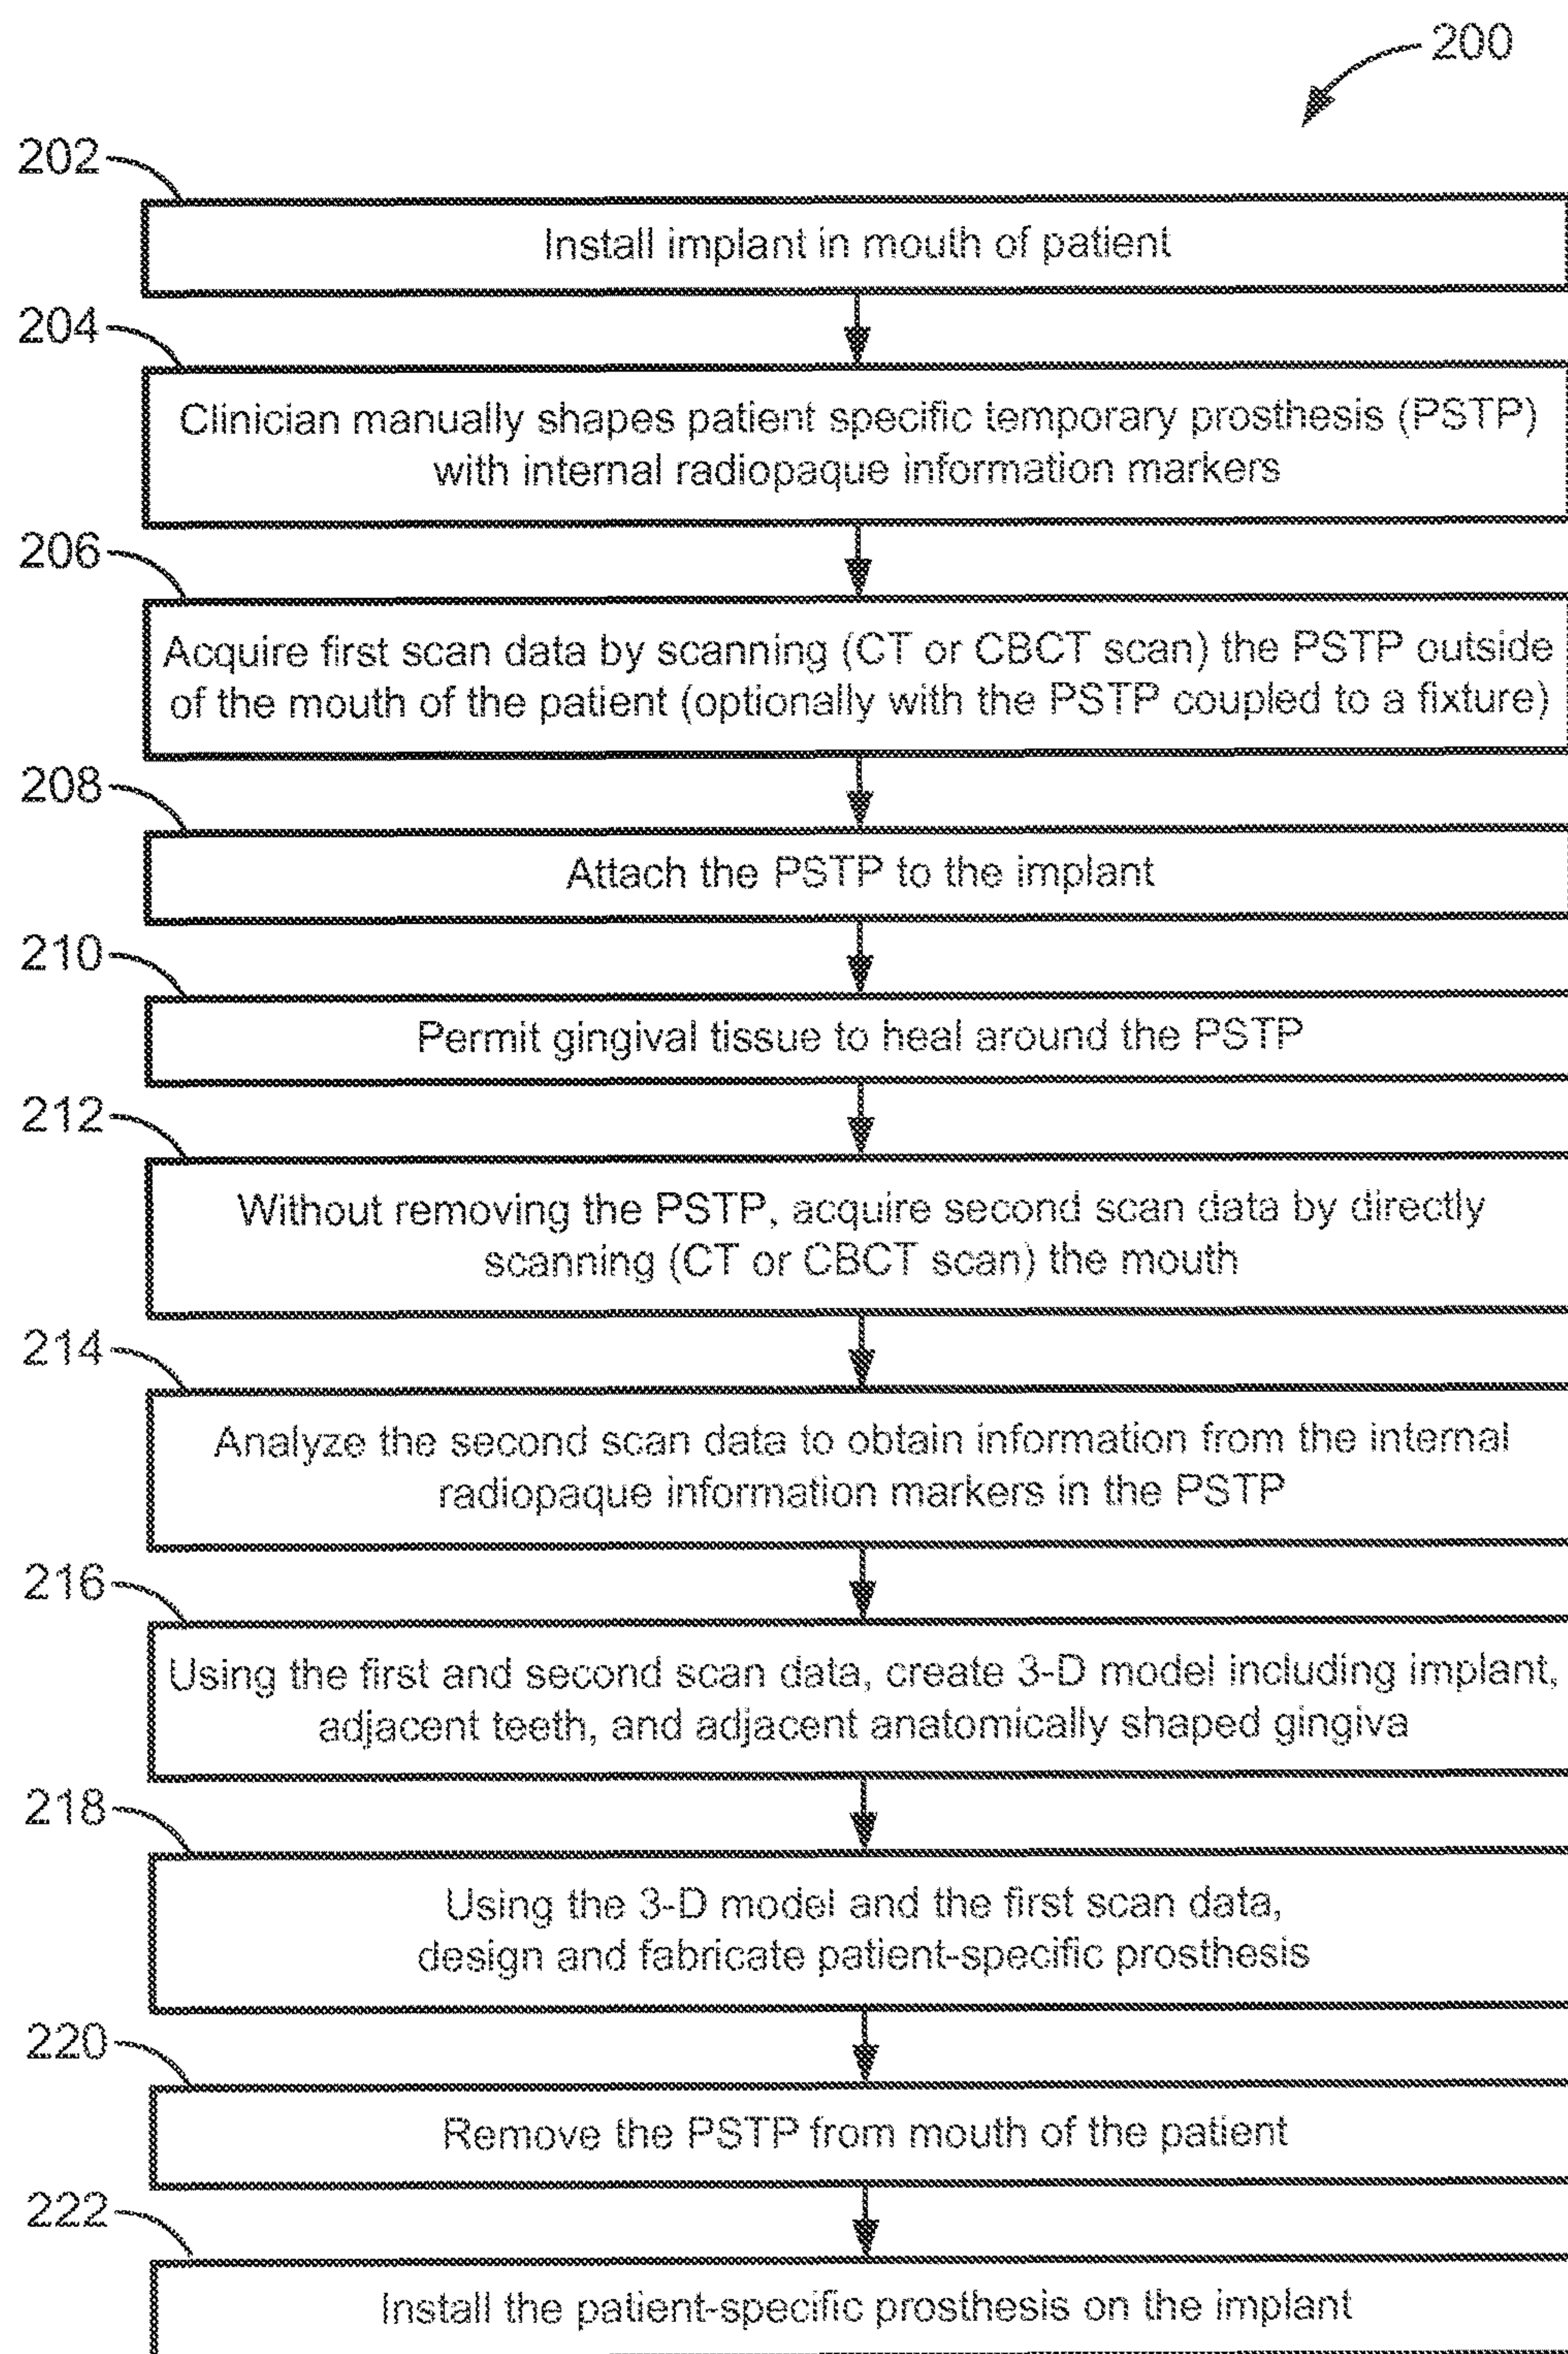 200
202
Install implant in mouth of patient
204
Clinician manually shapes patient specific temporary prosthesis (PSTP)
with internal radiopaque information markers
206
Acquire first scan data by scanning (CT or CBCT scan) the PSTP outside
of the mouth of the patient (optionally with the PSTP coupled to a fixture)
208
Attach the PSTP to the implant
210
Permit gingival tissue to heal around the PSTP
212
Without removing the PSTP, acquire second scan data by directly
scanning (CT or CBCT scan) the mouth
214
Analyze the second scan data to obtain information from the internal
radiopaque information markers in the PSTP
216
Using the first and second scan data, create 3-D model including implant,
adjacent teeth, and adjacent anatomically shaped gingiva
218
Using the 3-D model and the first scan data,
design and fabricate patient-specific prosthesis
220
Remove the PSTP from mouth of the patient
222
Install the patient-specific prosthesis on the implant